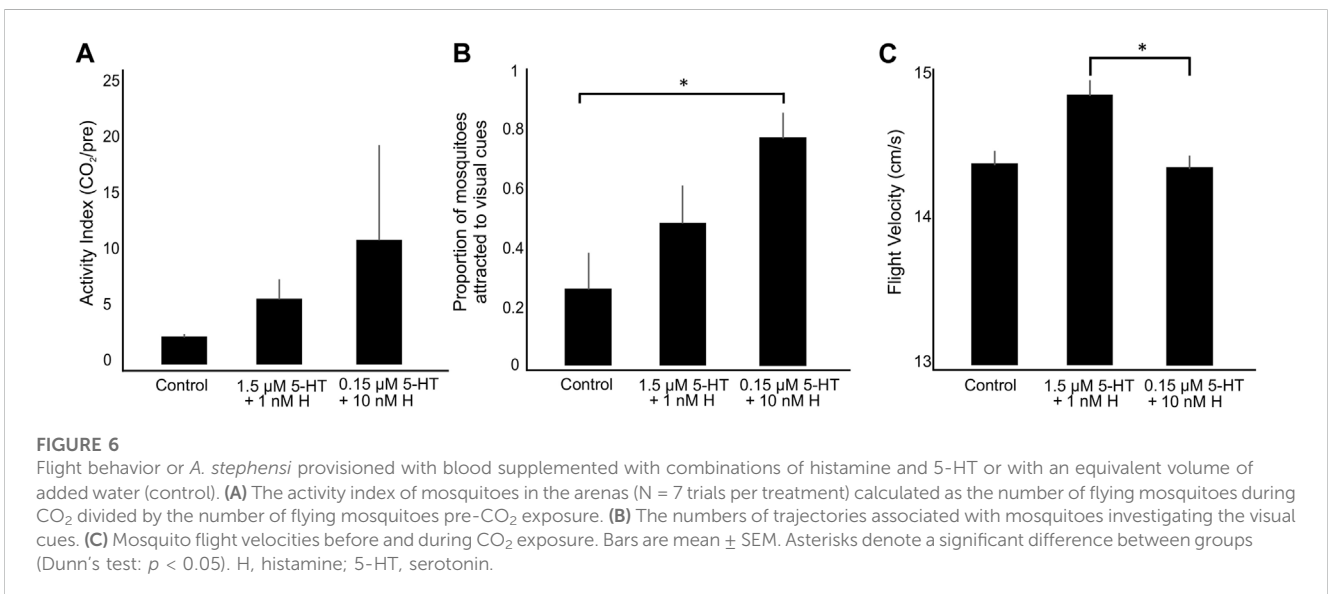 A
Activity Index (CO₂/pre)
25
20
15
10
5
0
Control
1.5 µM 5-HT
+ 1 nM H
0.15 µM 5-HT
+ 10 nM H
B
Proportion of mosquitoes
attracted to visual cues
1
0.8
0.6
0.4
0.2
0
*
Control
1.5 µM 5-HT
+ 1 nM H
0.15 µM 5-HT
+ 10 nM H
C
Flight Velocity (cm/s)
15
14
13
*
Control
1.5 µM 5-HT
+ 1 nM H
0.15 µM 5-HT
+ 10 nM H
FIGURE 6
Flight behavior or A. stephensi provisioned with blood supplemented with combinations of histamine and 5-HT or with an equivalent volume of
added water (control). (A) The activity index of mosquitoes in the arenas (N = 7 trials per treatment) calculated as the number of flying mosquitoes during
CO₂ divided by the number of flying mosquitoes pre-CO₂ exposure. (B) The numbers of trajectories associated with mosquitoes investigating the visual
cues. (C) Mosquito flight velocities before and during CO₂ exposure. Bars are mean ± SEM. Asterisks denote a significant difference between groups
(Dunn's test: p < 0.05). H, histamine; 5-HT, serotonin.